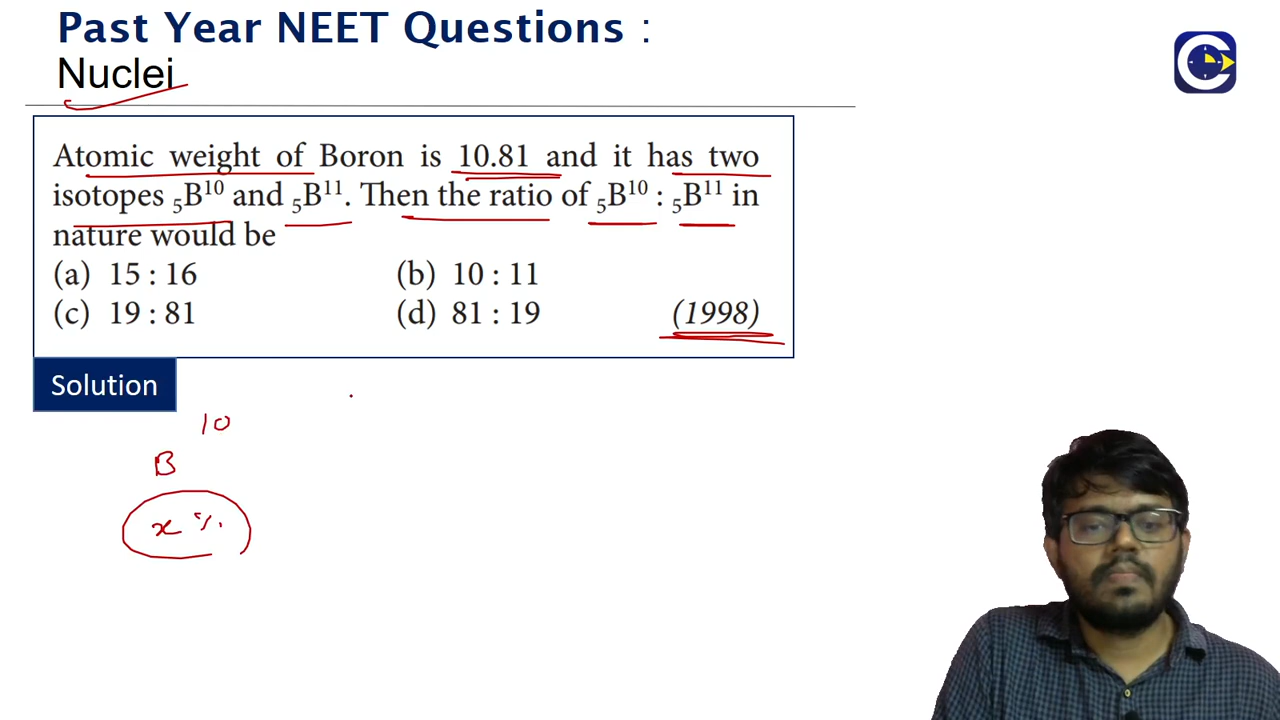 Past Year NEET Questions :
Nuclei
Atomic weight of Boron is 10.81 and it has two
isotopes ₅B¹⁰ and ₅B¹¹. Then the ratio of ₅B¹⁰ : ₅B¹¹ in
nature would be
(a) 15 : 16 (b) 10 : 11
(c) 19 : 81 (d) 81 : 19 (1998)
Solution
10
B
x %